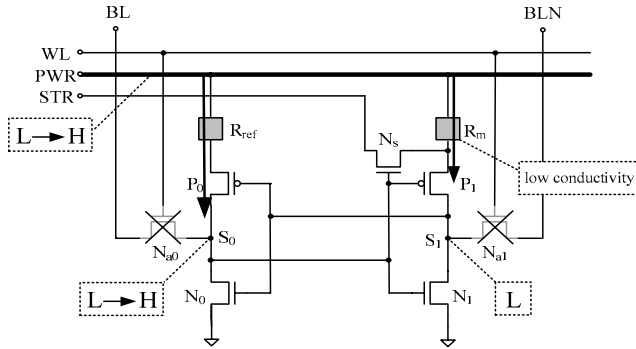 BL
BLN
WL
PWR
STR
L→H
R_ref
N_s
R_m
low conductivity
P_0
P_1
S_0
S_1
N_a0
N_a1
L→H
N_0
N_1
L